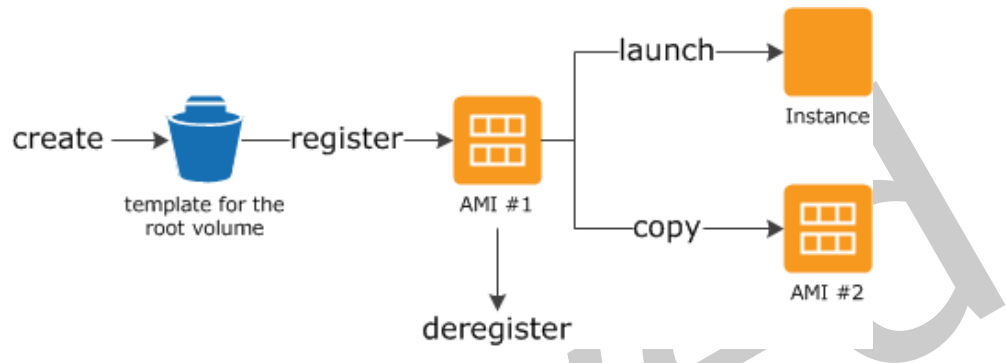 create
template for the
root volume
register
AMI #1
deregister
launch
Instance
copy
AMI #2